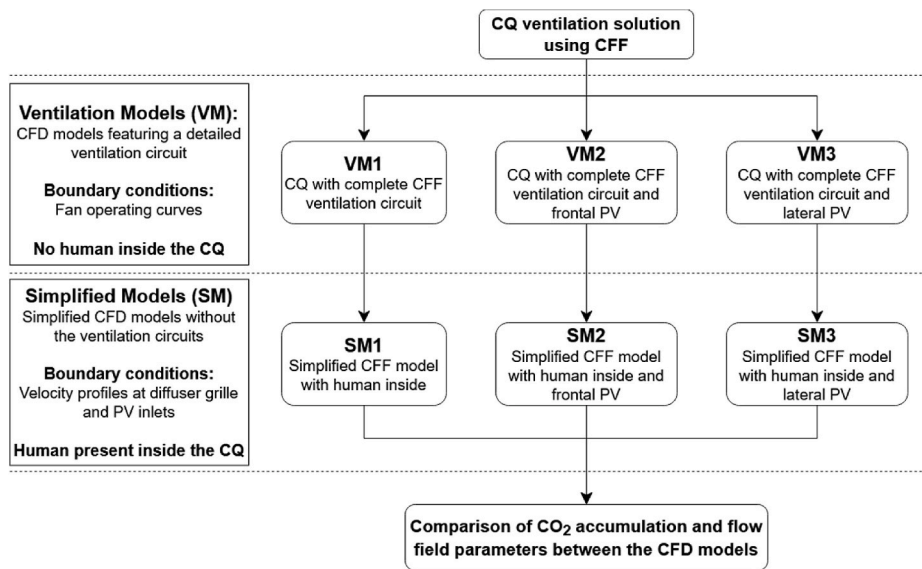 CQ ventilation solution
using CFF
Ventilation Models (VM):
CFD models featuring a detailed
ventilation circuit
Boundary conditions:
Fan operating curves
No human inside the CQ
VM1
CQ with complete CFF
ventilation circuit
VM2
CQ with complete CFF
ventilation circuit and
frontal PV
VM3
CQ with complete CFF
ventilation circuit and
lateral PV
Simplified Models (SM)
Simplified CFD models without
the ventilation circuits
Boundary conditions:
Velocity profiles at diffuser grille
and PV inlets
Human present inside the CQ
SM1
Simplified CFF model
with human inside
SM2
Simplified CFF model
with human inside and
frontal PV
SM3
Simplified CFF model
with human inside and
lateral PV
Comparison of CO₂ accumulation and flow
field parameters between the CFD models